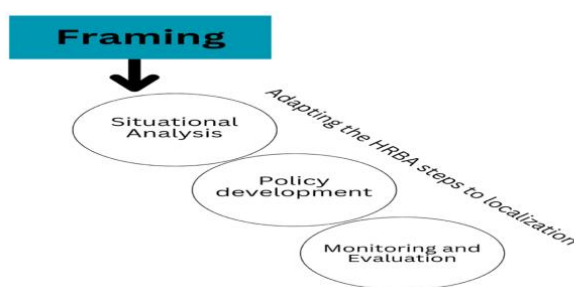 Framing
Situational
Analysis
Adapting the HRBA steps to localization
Policy
development
Monitoring and
Evaluation